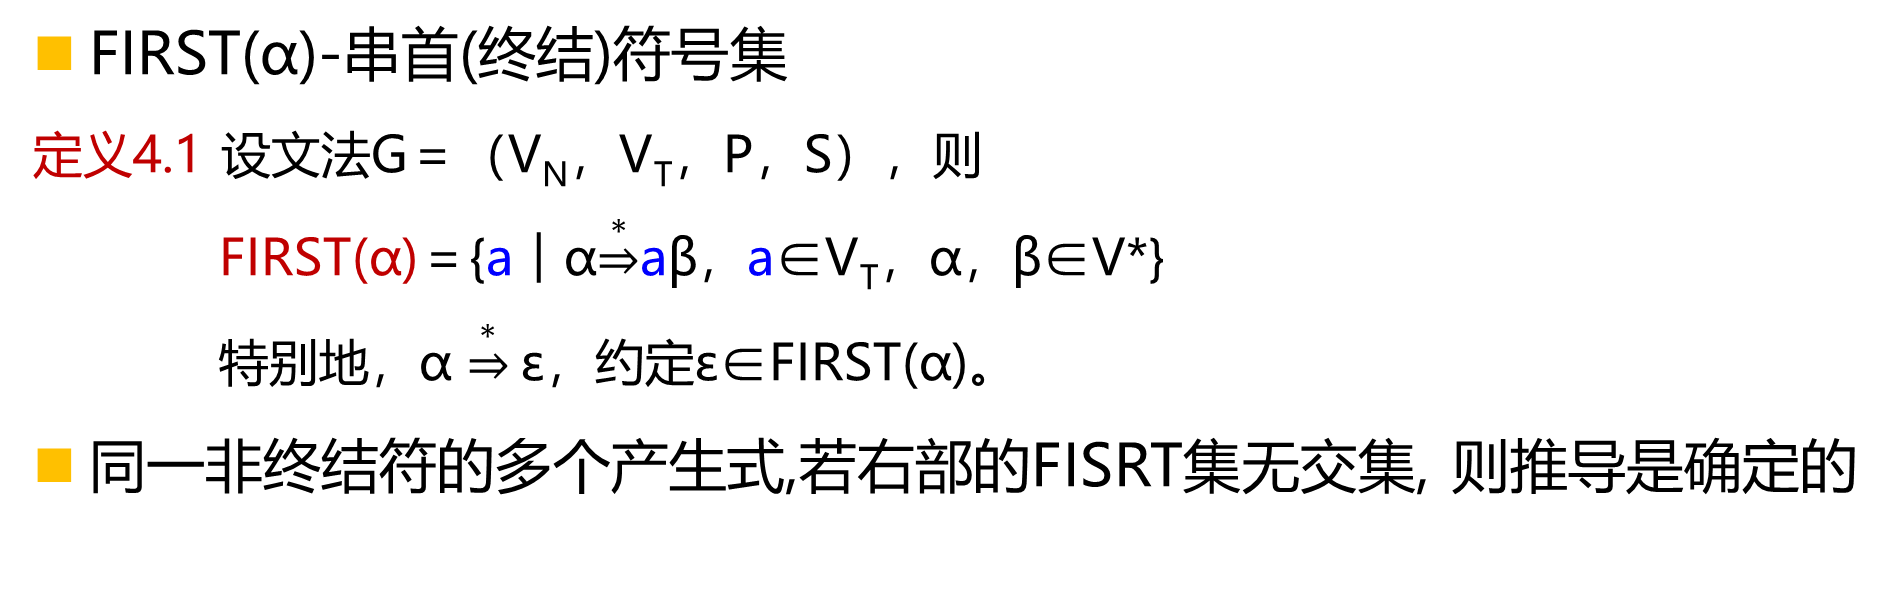 FIRST(α)-串首(终结)符号集
定义4.1 设文法G＝（V_N，V_T，P，S），则
FIRST(α)＝{a｜α⇒*aβ，a∈V_T，α，β∈V*}
特别地，α ⇒* ε，约定ε∈FIRST(α)。
同一非终结符的多个产生式,若右部的FISRT集无交集, 则推导是确定的